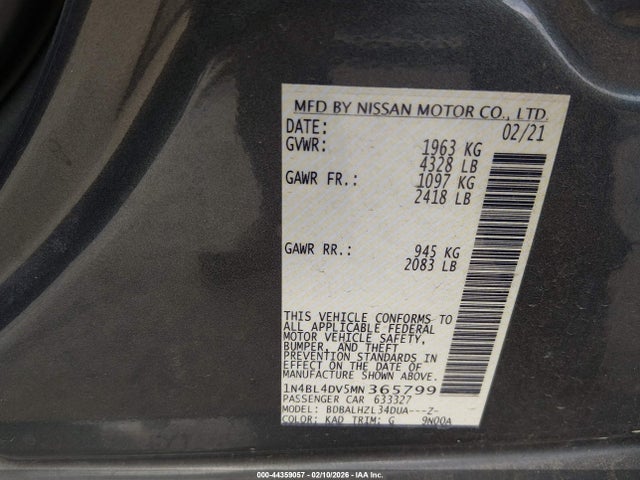 MFD BY NISSAN MOTOR CO., LTD.
DATE: 02/21
GVWR: 1963 KG
4328 LB
GAWR FR.: 1097 KG
2418 LB
GAWR RR.: 945 KG
2083 LB
THIS VEHICLE CONFORMS TO
ALL APPLICABLE FEDERAL
MOTOR VEHICLE SAFETY,
BUMPER, AND THEFT
PREVENTION STANDARDS IN
EFFECT ON THE DATE OF
MANUFACTURE SHOWN ABOVE.
1N4BL4DV5MN365799
PASSENGER CAR 633327
MODEL: BDBALHZL34DUA---Z-
COLOR: KAD TRIM: G 9N00A
000-44359057 - 02/10/2026 - IAA Inc.